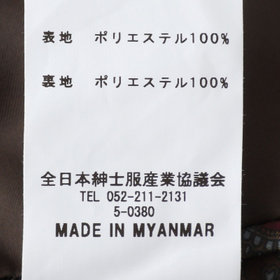 表地　ポリエステル100%
裏地　ポリエステル100%
全日本紳士服産業協議会
TEL 052-211-2131
5-0380
MADE IN MYANMAR